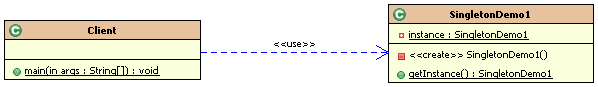 Client
main(in args : String[]) : void
<<use>>
SingletonDemo1
instance : SingletonDemo1
<<create>> SingletonDemo1()
getInstance() : SingletonDemo1